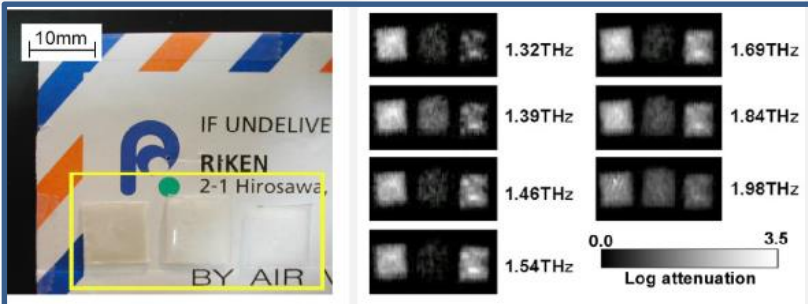 10mm
IF UNDELIVE
RIKEN
2-1 Hirosawa,
BY AIR
1.32THz
1.39THz
1.46THz
1.54THz
1.69THz
1.84THz
1.98THz
0.0 3.5
Log attenuation